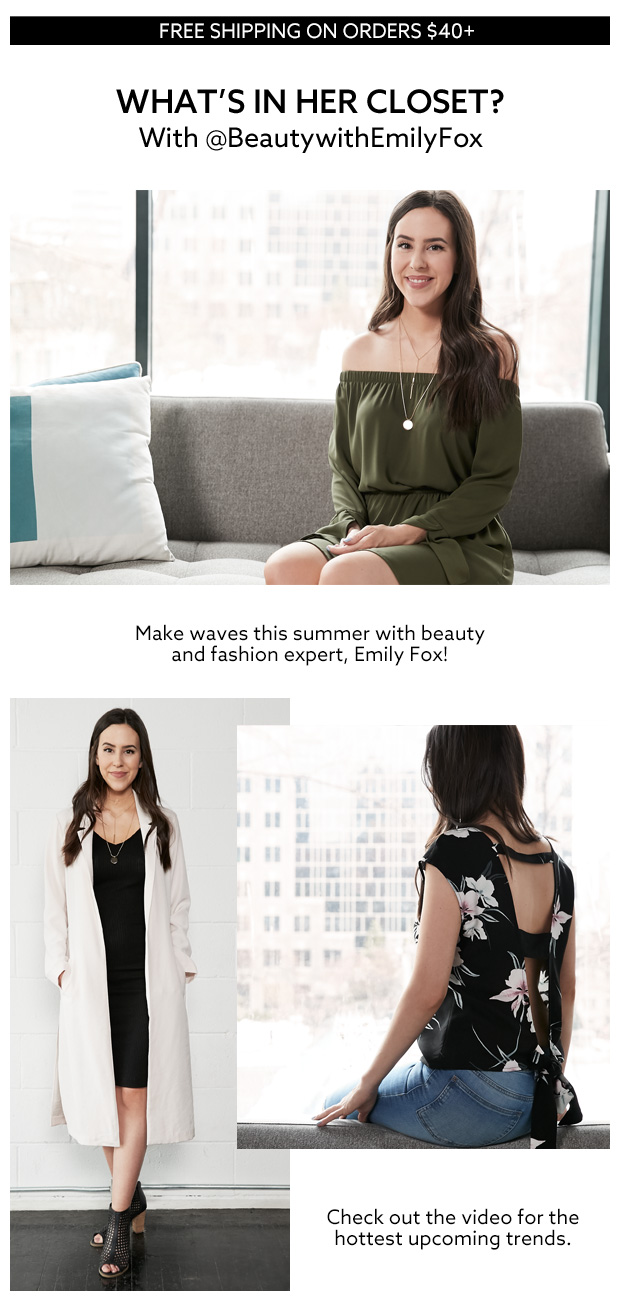 FREE SHIPPING ON ORDERS $40+
WHAT'S IN HER CLOSET?
With @BeautywithEmilyFox
Make waves this summer with beauty
and fashion expert, Emily Fox!
Check out the video for the
hottest upcoming trends.